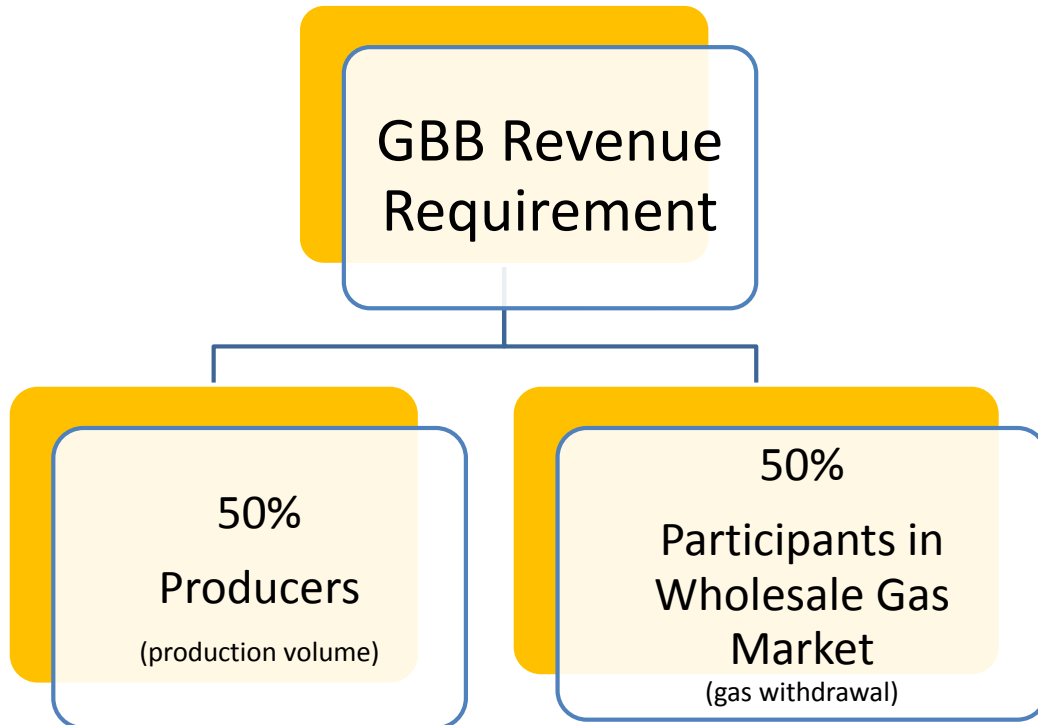 GBB Revenue
Requirement
50%
Producers
(production volume)
50%
Participants in
Wholesale Gas
Market
(gas withdrawal)